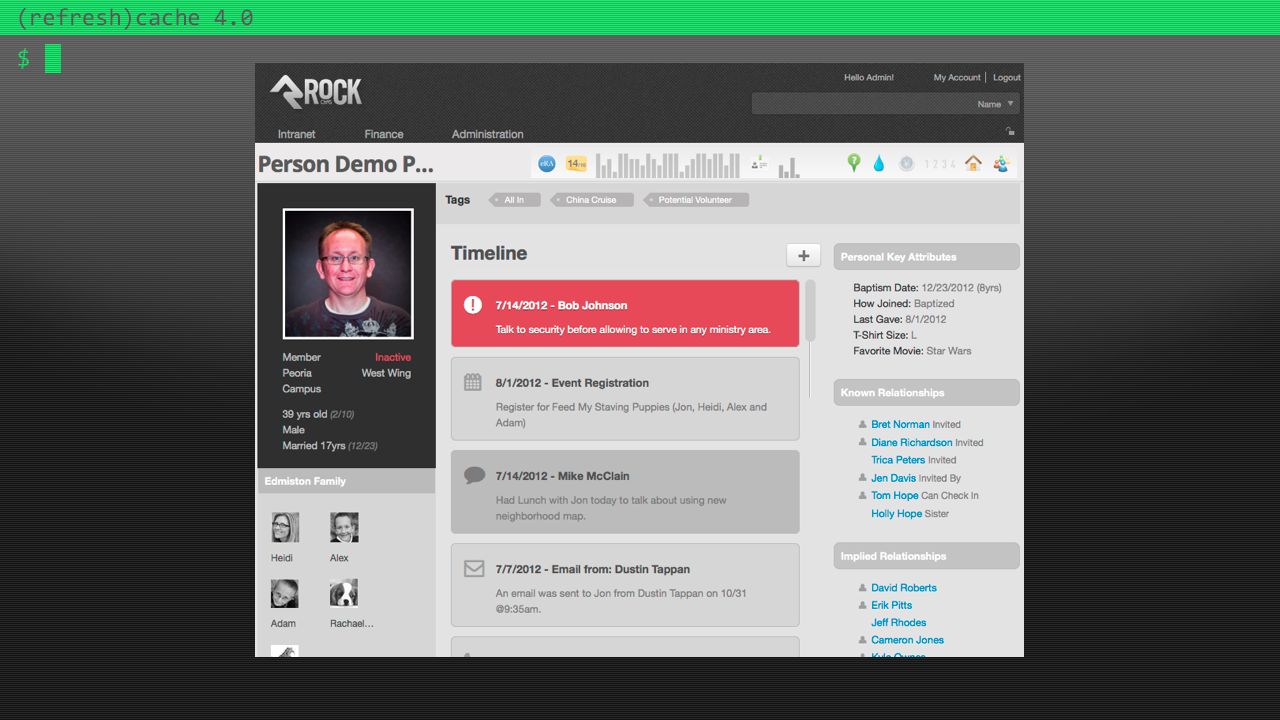 (refresh)cache 4.0
$
ROCK
Hello Admin!
My Account | Logout
Name
Intranet Finance Administration
Person Demo P...
1 2 3 4
Tags All In China Cruise Potential Volunteer
Member Inactive
Peoria West Wing
Campus
39 yrs old (2/10)
Male
Married 17yrs (12/23)
Edmiston Family
Heidi Alex
Adam Rachael...
Timeline +
7/14/2012 - Bob Johnson
Talk to security before allowing to serve in any ministry area.
8/1/2012 - Event Registration
Register for Feed My Staving Puppies (Jon, Heidi, Alex and
Adam)
7/14/2012 - Mike McClain
Had Lunch with Jon today to talk about using new
neighborhood map.
7/7/2012 - Email from: Dustin Tappan
An email was sent to Jon from Dustin Tappan on 10/31
@9:35am.
Personal Key Attributes
Baptism Date: 12/23/2012 (8yrs)
How Joined: Baptized
Last Gave: 8/1/2012
T-Shirt Size: L
Favorite Movie: Star Wars
Known Relationships
Bret Norman Invited
Diane Richardson Invited
Trica Peters Invited
Jen Davis Invited By
Tom Hope Can Check In
Holly Hope Sister
Implied Relationships
David Roberts
Erik Pitts
Jeff Rhodes
Cameron Jones